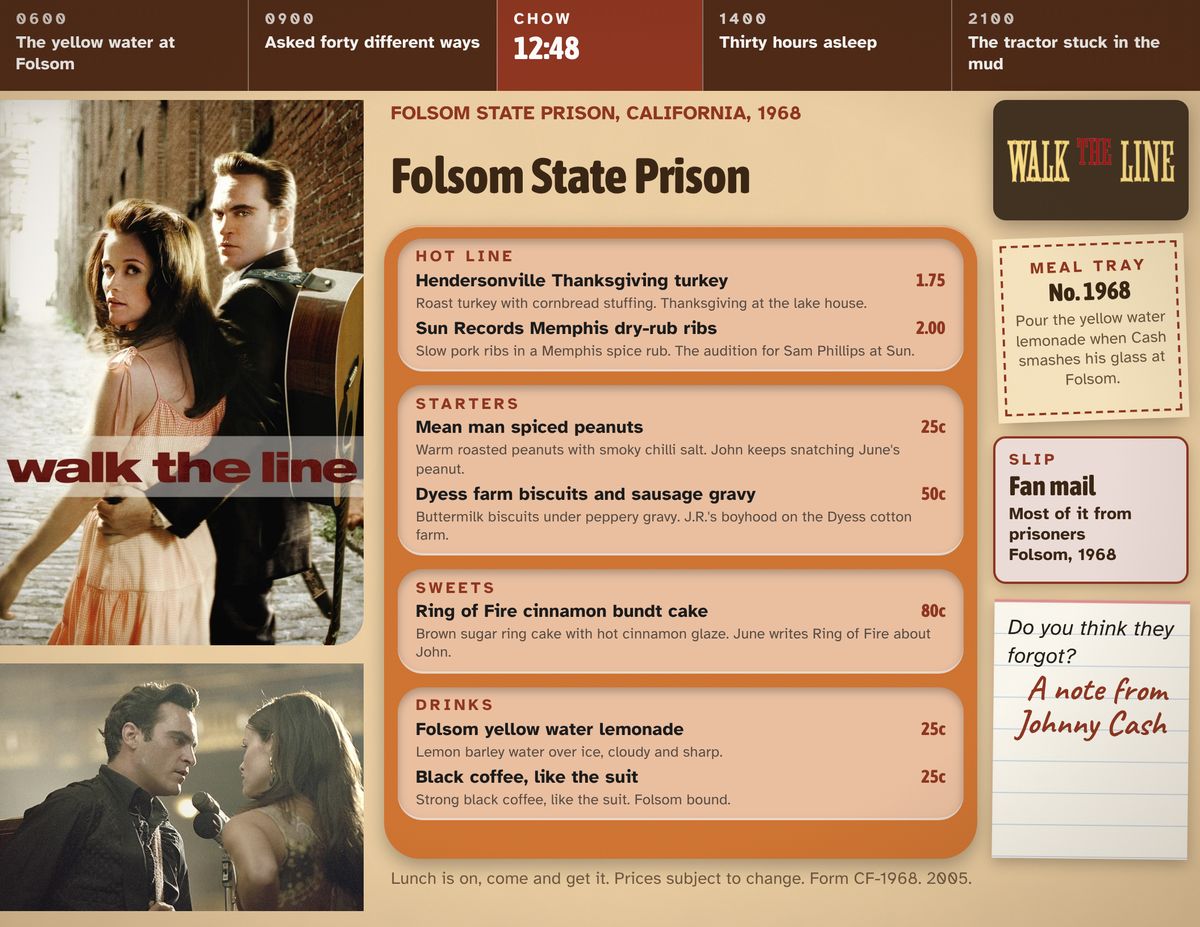 0600
The yellow water at
Folsom
0900
Asked forty different ways
CHOW
12:48
1400
Thirty hours asleep
2100
The tractor stuck in the
mud
walk the line
FOLSOM STATE PRISON, CALIFORNIA, 1968
Folsom State Prison
HOT LINE
Hendersonville Thanksgiving turkey 1.75
Roast turkey with cornbread stuffing. Thanksgiving at the lake house.
Sun Records Memphis dry-rub ribs 2.00
Slow pork ribs in a Memphis spice rub. The audition for Sam Phillips at Sun.
STARTERS
Mean man spiced peanuts 25c
Warm roasted peanuts with smoky chilli salt. John keeps snatching June's
peanut.
Dyess farm biscuits and sausage gravy 50c
Buttermilk biscuits under peppery gravy. J.R.'s boyhood on the Dyess cotton
farm.
SWEETS
Ring of Fire cinnamon bundt cake 80c
Brown sugar ring cake with hot cinnamon glaze. June writes Ring of Fire about
John.
DRINKS
Folsom yellow water lemonade 25c
Lemon barley water over ice, cloudy and sharp.
Black coffee, like the suit 25c
Strong black coffee, like the suit. Folsom bound.
Lunch is on, come and get it. Prices subject to change. Form CF-1968. 2005.
WALK THE LINE
MEAL TRAY
No. 1968
Pour the yellow water
lemonade when Cash
smashes his glass at
Folsom.
SLIP
Fan mail
Most of it from
prisoners
Folsom, 1968
Do you think they
forgot?
A note from
Johnny Cash